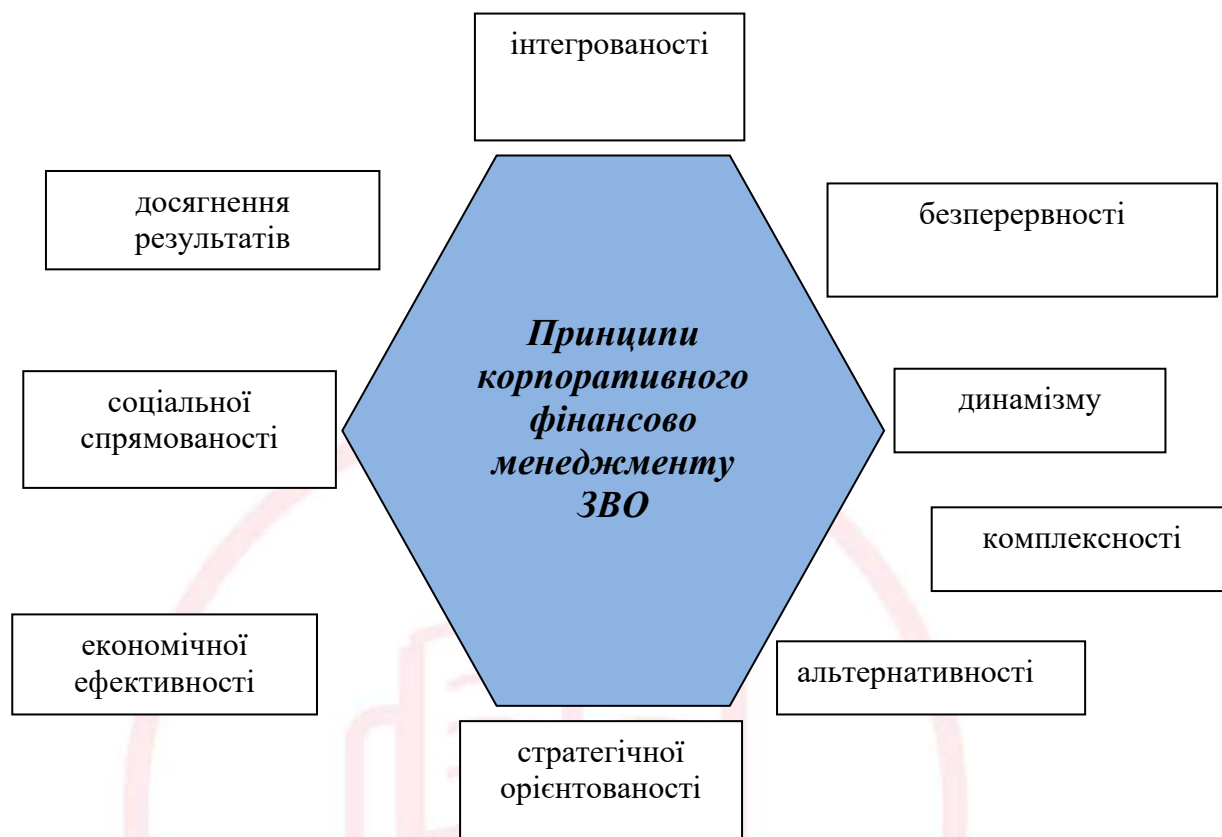 інтегрованості
досягнення
результатів
безперервності
Принципи
корпоративного
фінансово
менеджменту
ЗВО
соціальної
спрямованості
динамізму
комплексності
економічної
ефективності
альтернативності
стратегічної
орієнтованості